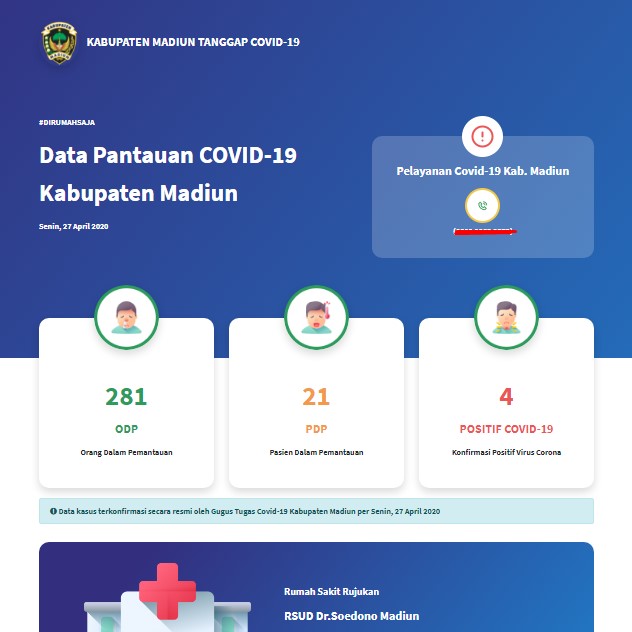 KABUPATEN MADIUN TANGGAP COVID-19
#DIRUMAHSAJA
Data Pantauan COVID-19
Kabupaten Madiun
Senin, 27 April 2020
Pelayanan Covid-19 Kab. Madiun
281
ODP
Orang Dalam Pemantauan
21
PDP
Pasien Dalam Pemantauan
4
POSITIF COVID-19
Konfirmasi Positif Virus Corona
Data kasus terkonfirmasi secara resmi oleh Gugus Tugas Covid-19 Kabupaten Madiun per Senin, 27 April 2020
Rumah Sakit Rujukan
RSUD Dr.Soedono Madiun